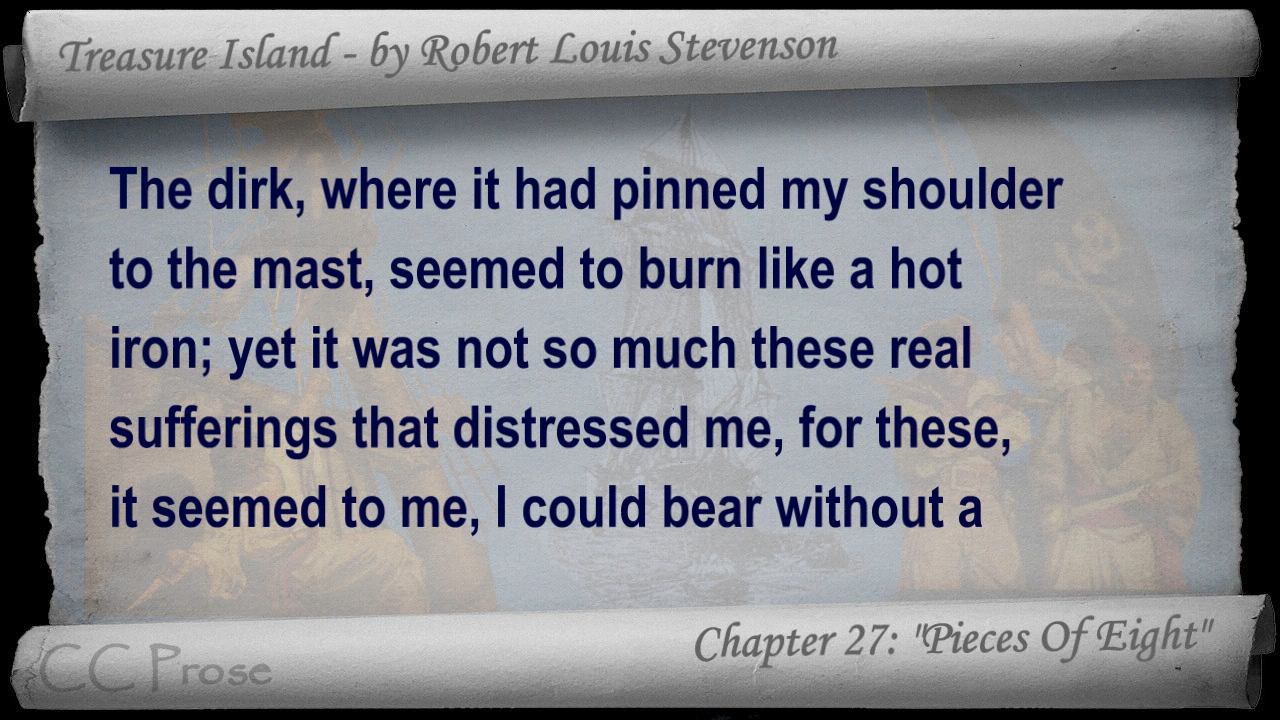 Treasure Island - by Robert Louis Stevenson
The dirk, where it had pinned my shoulder
to the mast, seemed to burn like a hot
iron; yet it was not so much these real
sufferings that distressed me, for these,
it seemed to me, I could bear without a
Chapter 27: "Pieces Of Eight"
CC Prose